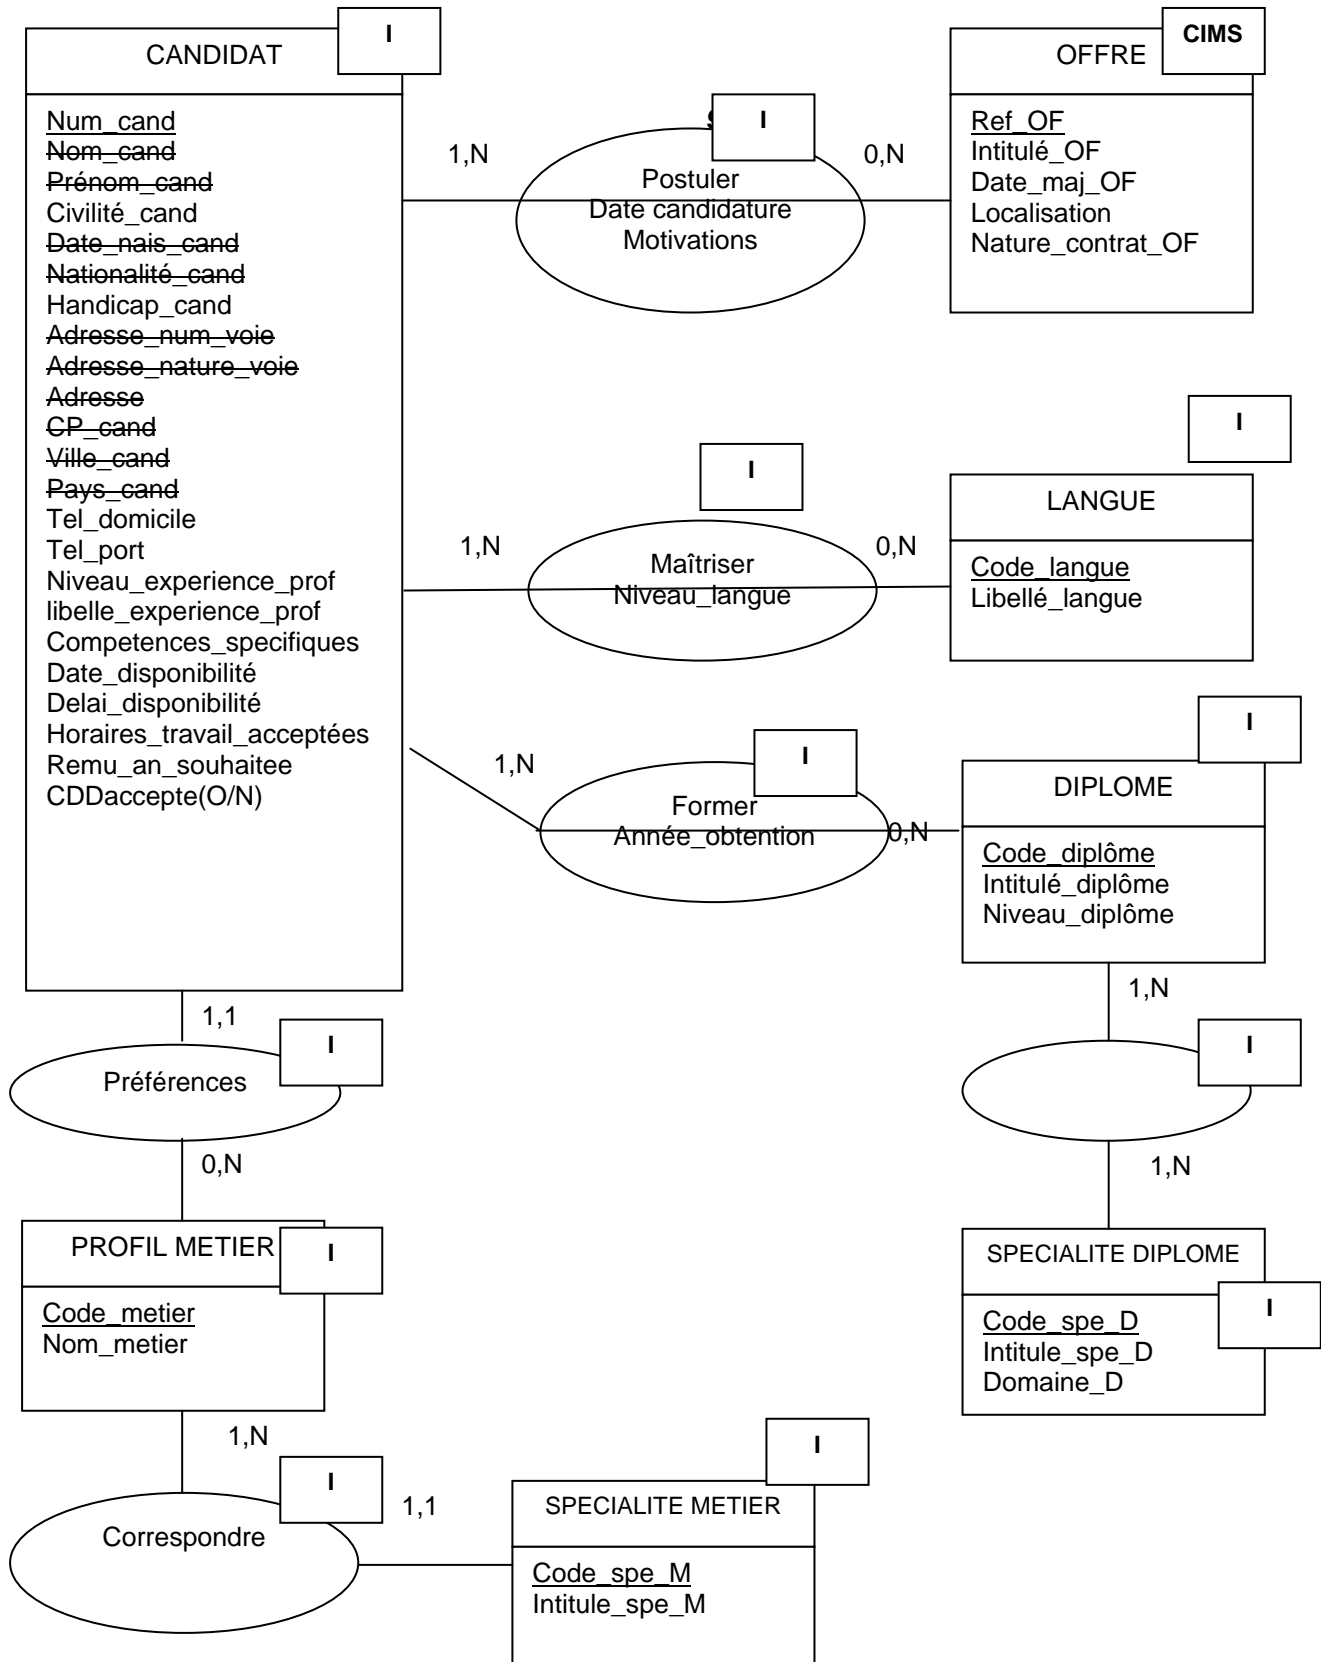 I
CANDIDAT
Num_cand
Nom_cand
Prénom_cand
Civilité_cand
Date_nais_cand
Nationalité_cand
Handicap_cand
Adresse_num_voie
Adresse_nature_voie
Adresse
CP_cand
Ville_cand
Pays_cand
Tel_domicile
Tel_port
Niveau_experience_prof
libelle_experience_prof
Competences_specifiques
Date_disponibilité
Delai_disponibilité
Horaires_travail_acceptées
Remu_an_souhaitee
CDDaccepte(O/N)
1,N
I
Postuler
Date candidature
Motivations
0,N
CIMS
OFFRE
Ref_OF
Intitulé_OF
Date_maj_OF
Localisation
Nature_contrat_OF
1,N
I
Maîtriser
Niveau_langue
0,N
I
LANGUE
Code_langue
Libellé_langue
1,N
I
Former
Année_obtention
0,N
I
DIPLOME
Code_diplôme
Intitulé_diplôme
Niveau_diplôme
1,1
I
Préférences
0,N
1,N
I
1,N
PROFIL METIER
I
Code_metier
Nom_metier
SPECIALITE DIPLOME
I
Code_spe_D
Intitule_spe_D
Domaine_D
1,N
I
Correspondre
1,1
I
SPECIALITE METIER
Code_spe_M
Intitule_spe_M